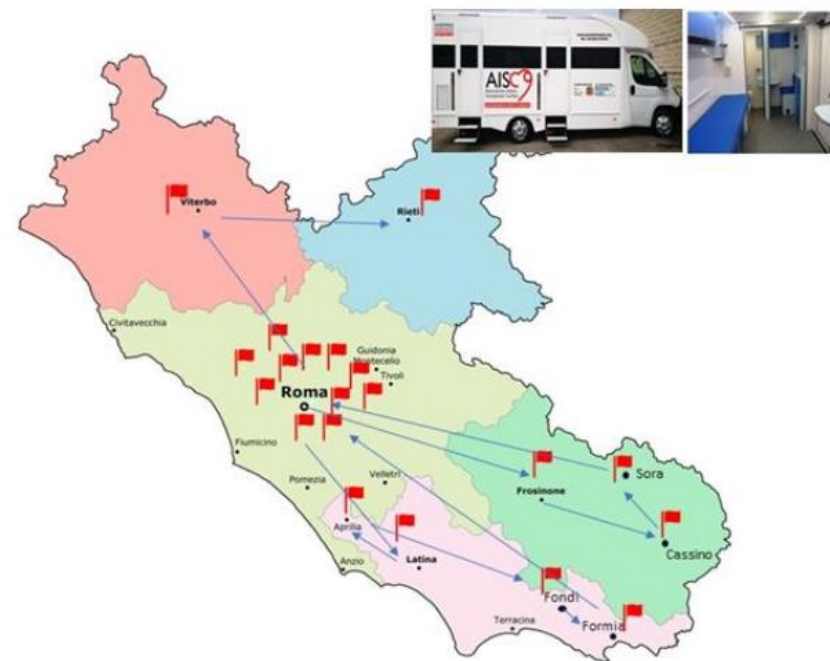 AISC
Viterbo
Rieti
Civitavecchia
Guidonia
Montecelio
Tivoli
Roma
Fiumicino
Pomezia
Velletri
Frosinone
Sora
Cassino
Aprilia
Anzio
Latina
Fondi
Terracina
Formia